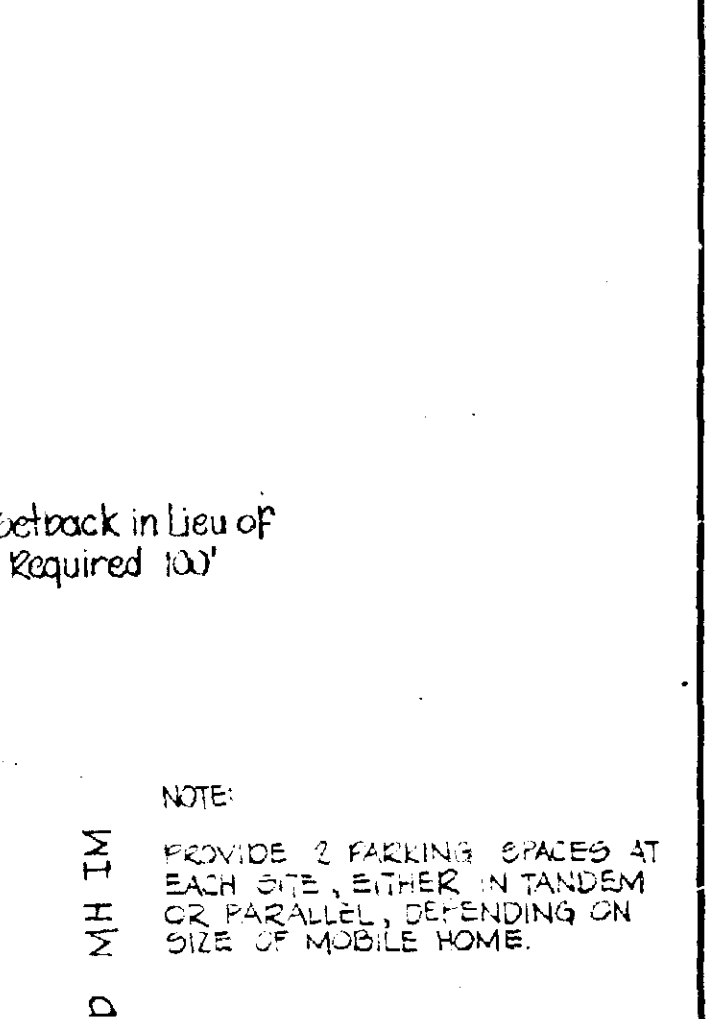 Setback in Lieu of
Required 100'
NOTE:
PROVIDE 2 PARKING SPACES AT
EACH SITE, EITHER IN TANDEM
OR PARALLEL, DEPENDING ON
SIZE OF MOBILE HOME.
D MH IM